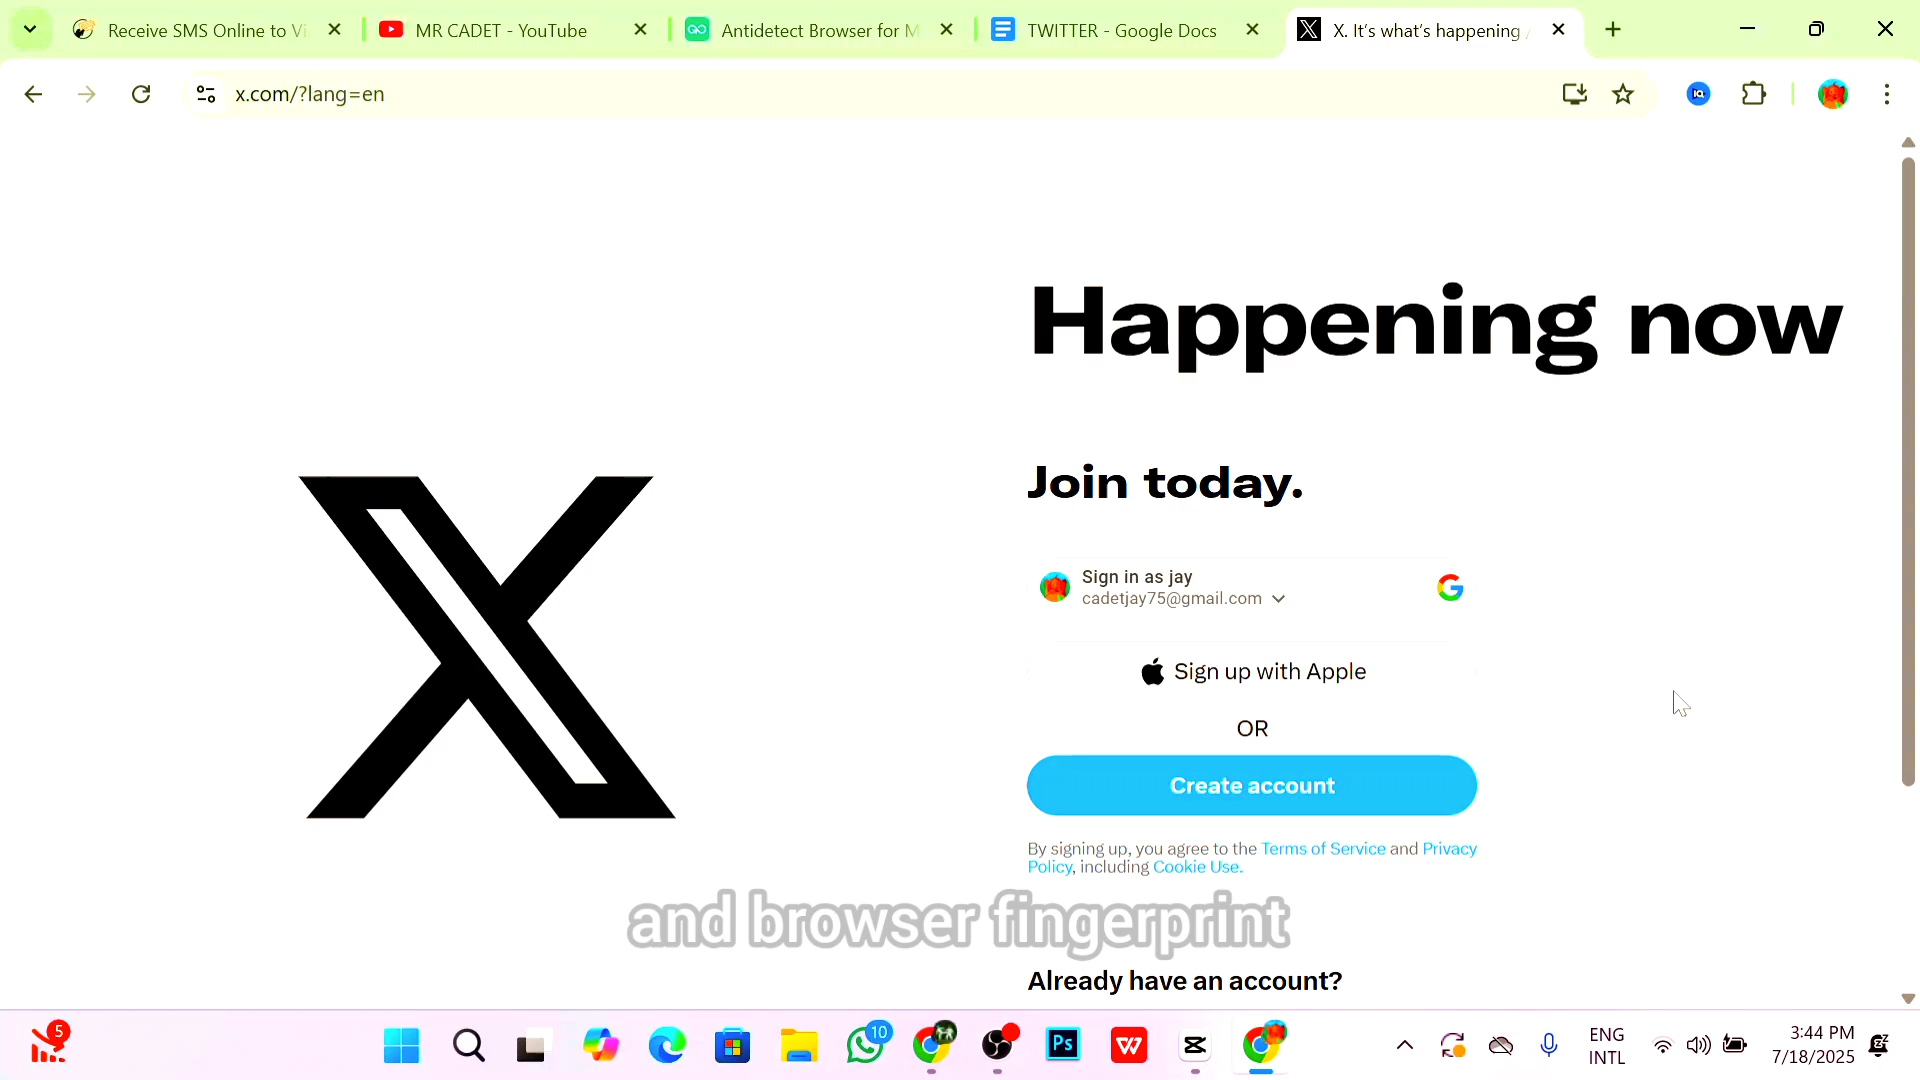 Receive SMS Online to Vi
MR CADET - YouTube
Antidetect Browser for M
TWITTER - Google Docs
X. It's what's happening /
x.com/?lang=en
Happening now
Join today.
Sign in as jay
cadetjay75@gmail.com
Sign up with Apple
OR
Create account
By signing up, you agree to the Terms of Service and Privacy
Policy, including Cookie Use.
and browser fingerprint
Already have an account?
5
10
Ps
W
ENG
INTL
3:44 PM
7/18/2025